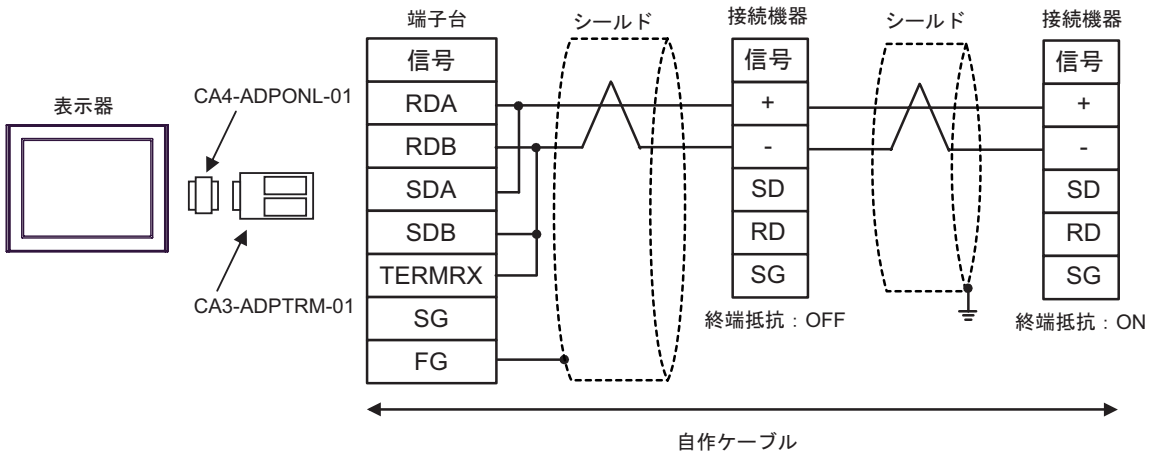 表示器
CA4-ADPONL-01
CA3-ADPTRM-01
端子台
信号
RDA
RDB
SDA
SDB
TERMRX
SG
FG
シールド
接続機器
信号
+
-
SD
RD
SG
終端抵抗：OFF
シールド
接続機器
信号
+
-
SD
RD
SG
終端抵抗：ON
自作ケーブル